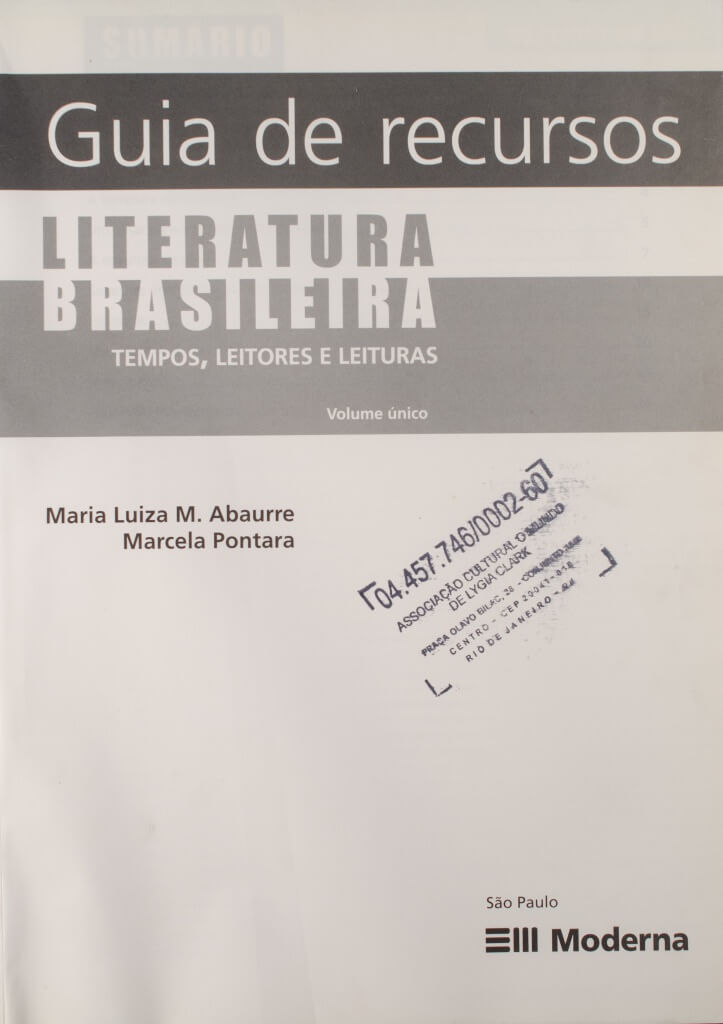 SUMÁRIO
Guia de recursos
LITERATURA
BRASILEIRA
TEMPOS, LEITORES E LEITURAS
Volume único
Maria Luiza M. Abaurre
Marcela Pontara
04.457.746/0002-60
ASSOCIAÇÃO CULTURAL O MUNDO
DE LYGIA CLARK
PRAÇA OLAVO BILAC, 28 -
CENTRO - CEP 20041-010
RIO DE JANEIRO - RJ
São Paulo
Moderna